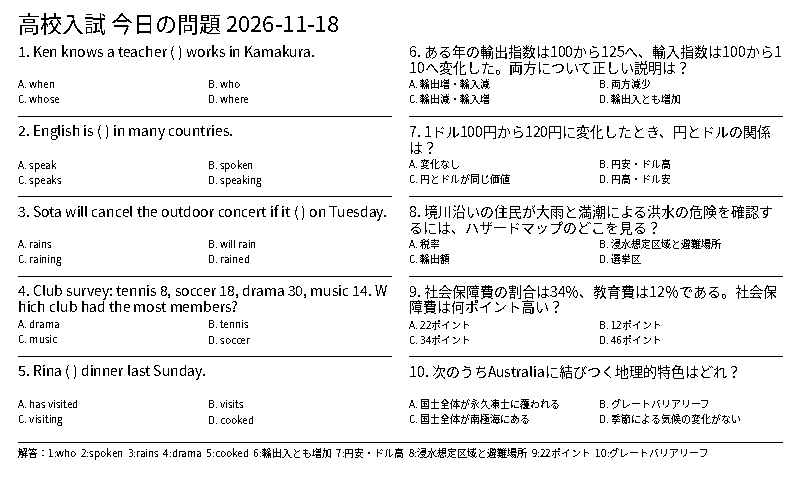 高校入試 今日の問題 2026-11-18
1. Ken knows a teacher ( ) works in Kamakura.
A. when
B. who
C. whose
D. where
2. English is ( ) in many countries.
A. speak
B. spoken
C. speaks
D. speaking
3. Sota will cancel the outdoor concert if it ( ) on Tuesday.
A. rains
B. will rain
C. raining
D. rained
4. Club survey: tennis 8, soccer 18, drama 30, music 14. W
hich club had the most members?
A. drama
B. tennis
C. music
D. soccer
5. Rina ( ) dinner last Sunday.
A. has visited
B. visits
C. visiting
D. cooked
6. ある年の輸出指数は100から125へ、輸入指数は100から1
10へ変化した。両方について正しい説明は？
A. 輸出増・輸入減
B. 両方減少
C. 輸出減・輸入増
D. 輸出入とも増加
7. 1ドル100円から120円に変化したとき、円とドルの関係
は？
A. 変化なし
B. 円安・ドル高
C. 円とドルが同じ価値
D. 円高・ドル安
8. 境川沿いの住民が大雨と満潮による洪水の危険を確認す
るには、ハザードマップのどこを見る？
A. 税率
B. 浸水想定区域と避難場所
C. 輸出額
D. 選挙区
9. 社会保障費の割合は34%、教育費は12%である。社会保
障費は何ポイント高い？
A. 22ポイント
B. 12ポイント
C. 34ポイント
D. 46ポイント
10. 次のうちAustraliaに結びつく地理的特色はどれ？
A. 国土全体が永久凍土に覆われる
B. グレートバリアリーフ
C. 国土全体が南極海にある
D. 季節による気候の変化がない
解答：1:who 2:spoken 3:rains 4:drama 5:cooked 6:輸出入とも増加 7:円安・ドル高 8:浸水想定区域と避難場所 9:22ポイント 10:グレートバリアリーフ